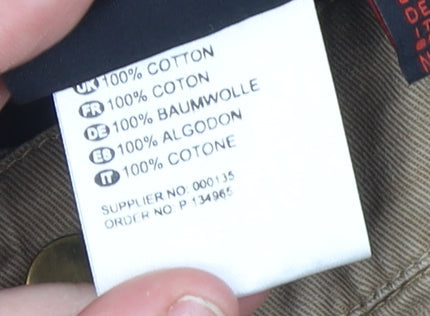 UK 100% COTTON
FR 100% COTON
DE 100% BAUMWOLLE
ES 100% ALGODON
IT 100% COTONE
SUPPLIER NO: 000135
ORDER NO: P 134965